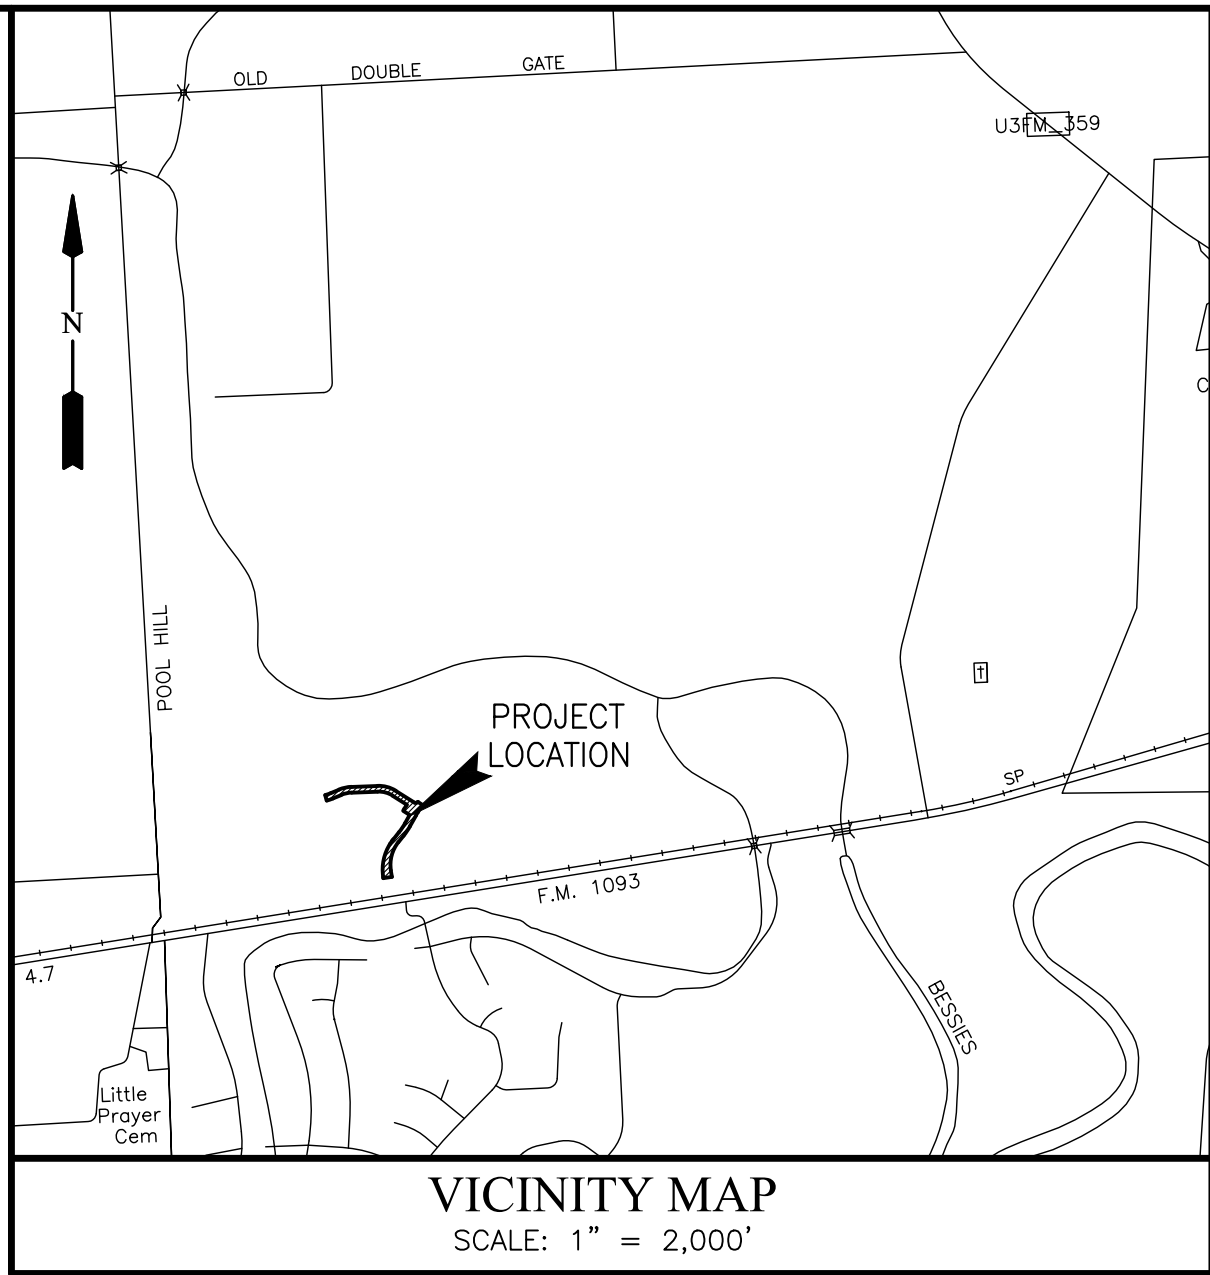 OLD DOUBLE GATE
U3FM_359
N
C
POOL HILL
PROJECT
LOCATION
SP
F.M. 1093
4.7
BESSIES
Little
Prayer
Cem
VICINITY MAP
SCALE: 1” = 2,000’